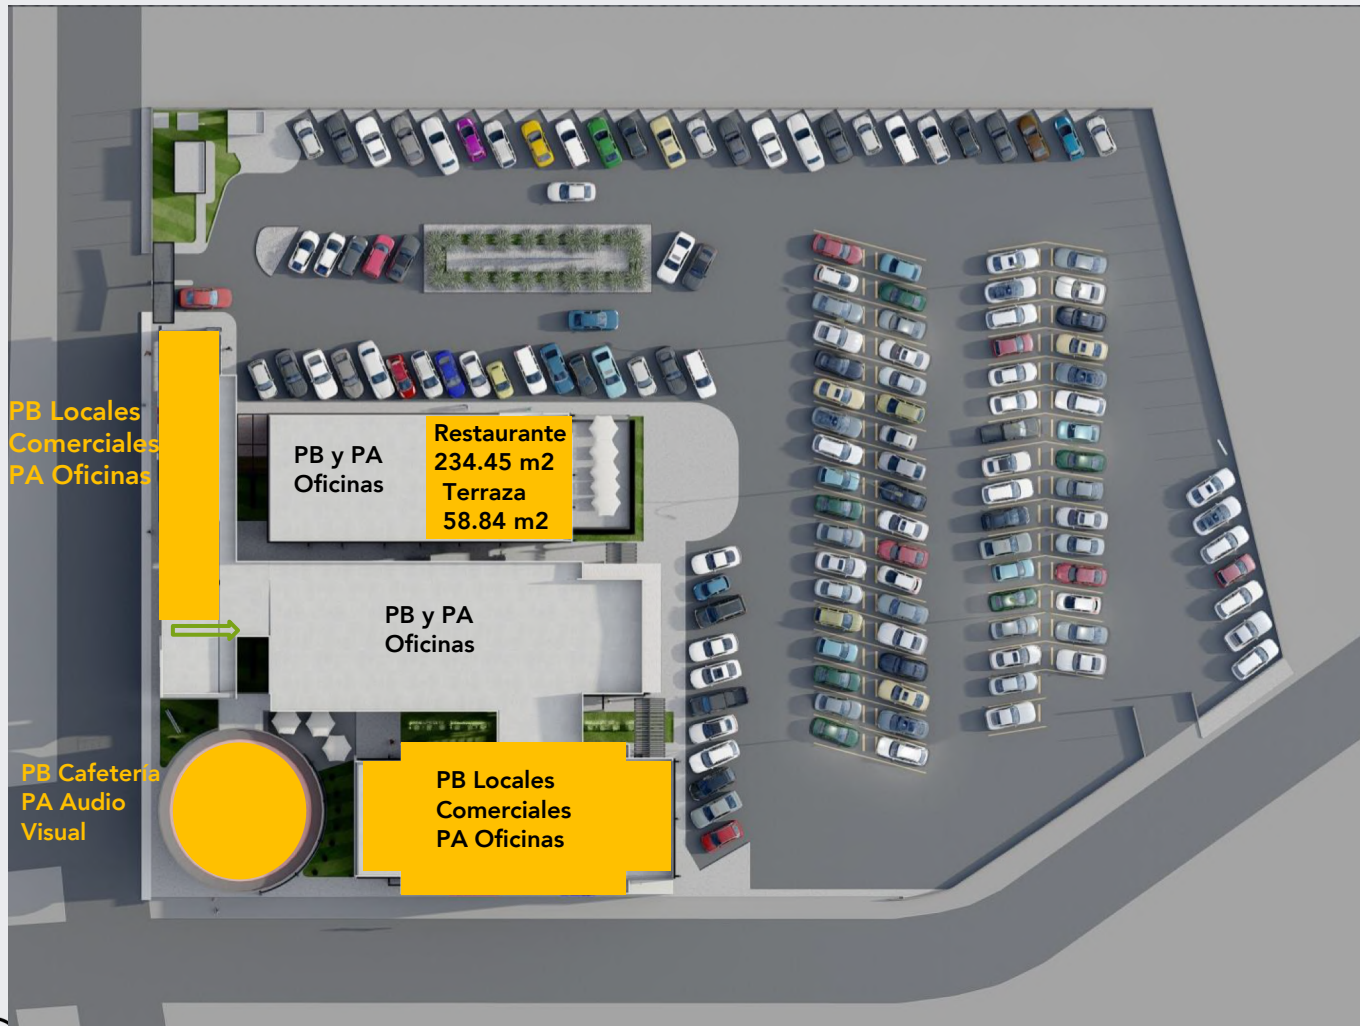 PB Locales
Comerciales
PA Oficinas
PB y PA
Oficinas
Restaurante
234.45 m2
Terraza
58.84 m2
PB y PA
Oficinas
PB Cafetería
PA Audio
Visual
PB Locales
Comerciales
PA Oficinas